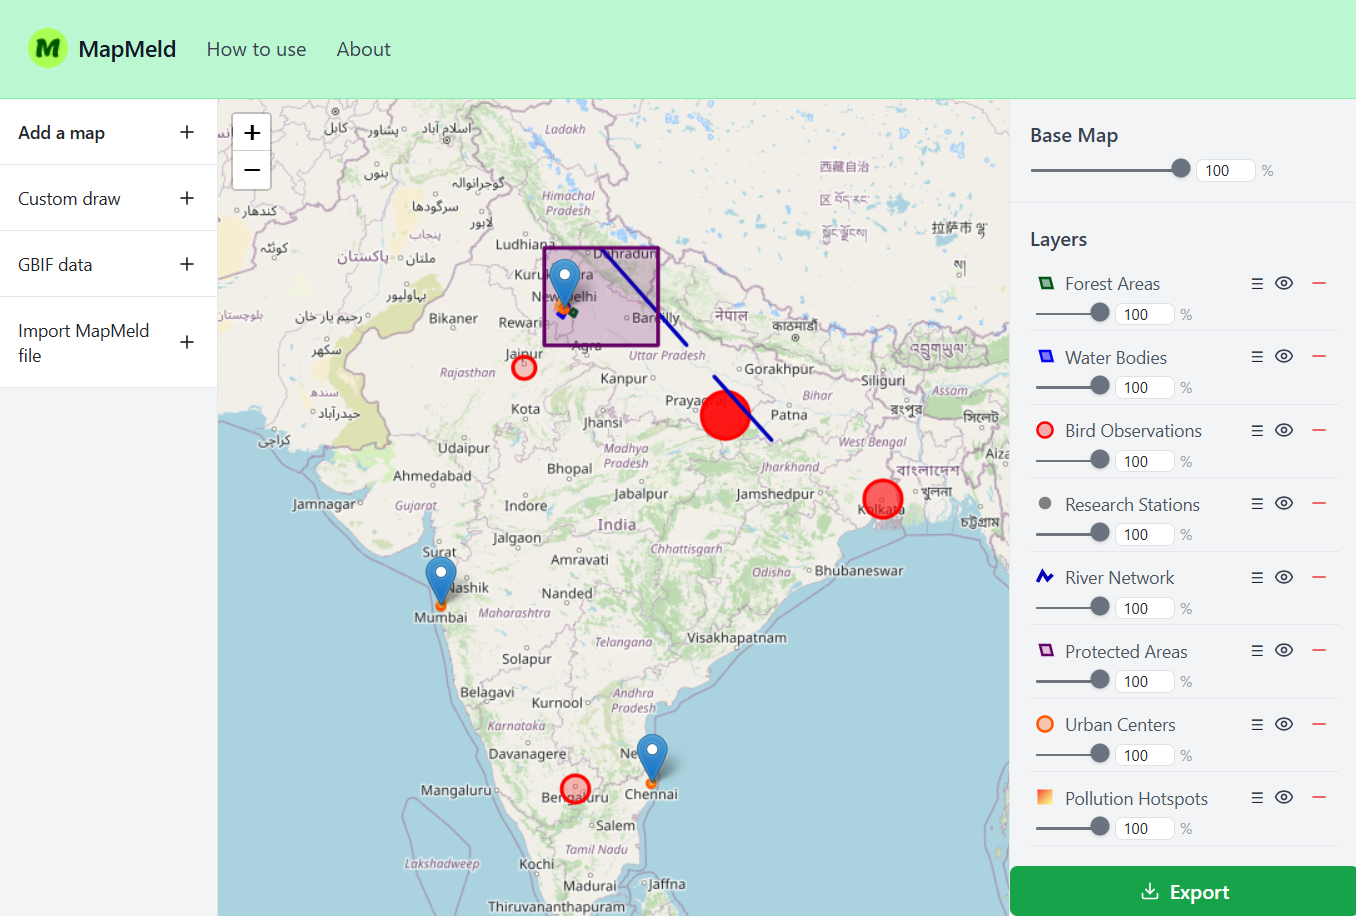 M MapMeld How to use About
Add a map +
Custom draw +
GBIF data +
Import MapMeld
file +
+
−
Base Map
100 %
Layers
Forest Areas
100 %
Water Bodies
100 %
Bird Observations
100 %
Research Stations
100 %
River Network
100 %
Protected Areas
100 %
Urban Centers
100 %
Pollution Hotspots
100 %
Export
کابل
پشاور
اسلام آباد
Ladakh
بنوں
گوجرانوالہ
سرگودها
Himachal
Pradesh
西藏自治
区
拉萨市
کندهار
لاہور
پنجاب
Ludhiana
کوئٹہ
پاکستان
ملتان
Dehradun
بہاولپور
New Delhi
بلوچستان
رحیم یار خان
Bikaner
Rewari
Bareilly
नेपाल
काठमाडौँ
سکھر
Jaipur
Agra
Uttar Pradesh
Rajasthan
Kanpur
Gorakhpur
Siliguri
Assam
سندھ
حیدرآباد
Kota
Jhansi
Prayagraj
Bihar
Patna
রংপুর
সিলেট
کراچی
Udaipur
Madhya
Pradesh
West Bengal
Aiza
Ahmedabad
Bhopal
Jharkhand
বাংলাদেশ
Jamnagar
Gujarat
Indore
Jabalpur
Jamshedpur
খুলনা
Kolkata
India
চট্টগ্রাম
Jalgaon
Surat
Amravati
Chhattisgarh
Odisha
Bhubaneswar
Nashik
Nanded
Mumbai
Maharashtra
Telangana
Visakhapatnam
Solapur
Belagavi
Kurnool
Andhra
Pradesh
Karnataka
Davanagere
Ne
Mangaluru
Bengaluru
Chennai
Salem
Tamil Nadu
Lakshadweep
Kochi
Madurai
Jaffna
Thiruvananthapuram